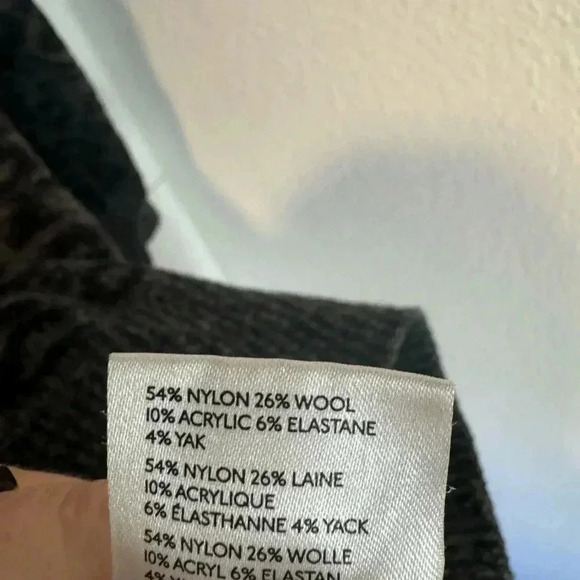 54% NYLON 26% WOOL
10% ACRYLIC 6% ELASTANE
4% YAK
54% NYLON 26% LAINE
10% ACRYLIQUE
6% ÉLASTHANNE 4% YACK
54% NYLON 26% WOLLE
10% ACRYL 6% ELASTAN
4%